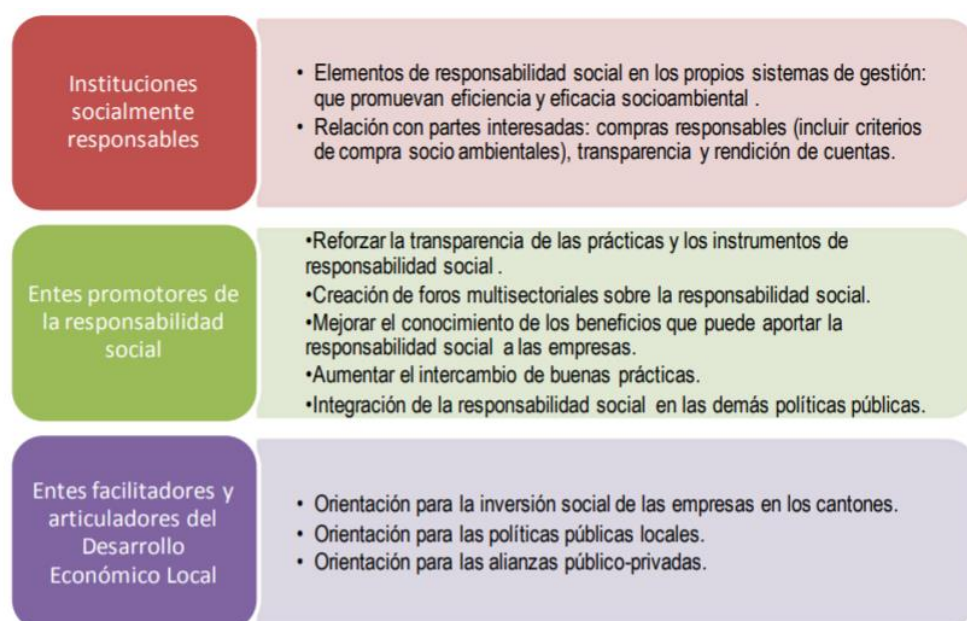 Instituciones
socialmente
responsables
• Elementos de responsabilidad social en los propios sistemas de gestión:
que promuevan eficiencia y eficacia socioambiental .
• Relación con partes interesadas: compras responsables (incluir criterios
de compra socio ambientales), transparencia y rendición de cuentas.
Entes promotores de
la responsabilidad
social
•Reforzar la transparencia de las prácticas y los instrumentos de
responsabilidad social .
•Creación de foros multisectoriales sobre la responsabilidad social.
•Mejorar el conocimiento de los beneficios que puede aportar la
responsabilidad social a las empresas.
•Aumentar el intercambio de buenas prácticas.
•Integración de la responsabilidad social en las demás políticas públicas.
Entes facilitadores y
articuladores del
Desarrollo
Económico Local
• Orientación para la inversión social de las empresas en los cantones.
• Orientación para las políticas públicas locales.
• Orientación para las alianzas público-privadas.